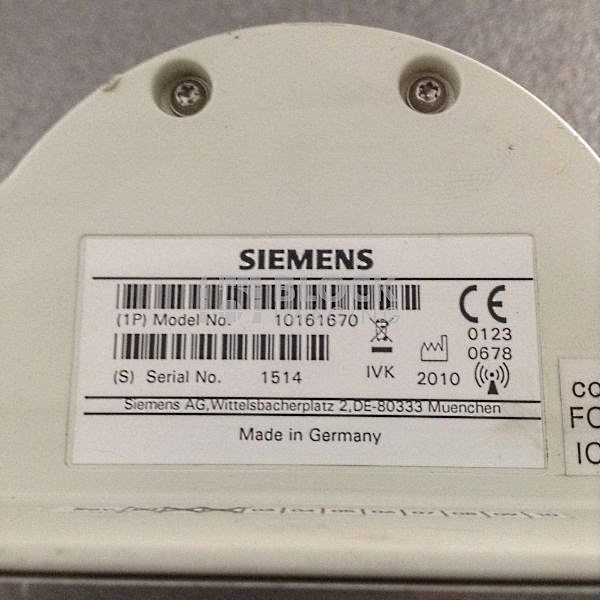 SIEMENS
(1P) Model No. 10161670
(S) Serial No. 1514
IVK
2010
CE
0123
0678
Siemens AG, Wittelsbacherplatz 2, DE-80333 Muenchen
Made in Germany
co
FC
IC
BLOCK